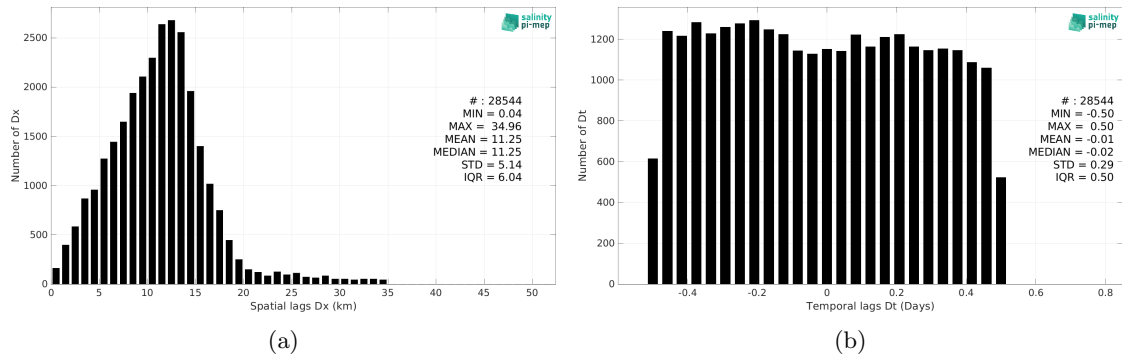 salinity
pi-mep
2500
2000
1500
1000
500
0
Number of Dx
# : 28544
MIN = 0.04
MAX =  34.96
MEAN = 11.25
MEDIAN = 11.25
STD = 5.14
IQR = 6.04
0 5 10 15 20 25 30 35 40 45 50
Spatial lags Dx (km)
(a)
salinity
pi-mep
1200
1000
800
600
400
200
0
Number of Dt
# : 28544
MIN = -0.50
MAX =  0.50
MEAN = -0.01
MEDIAN = -0.02
STD = 0.29
IQR = 0.50
-0.4 -0.2 0 0.2 0.4 0.6 0.8
Temporal lags Dt (Days)
(b)